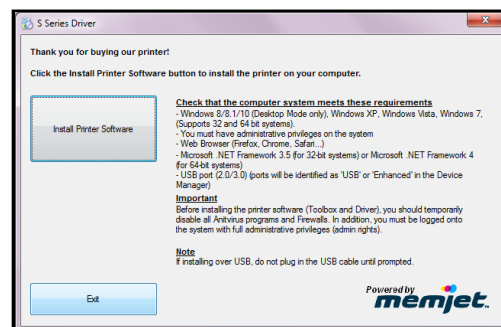 S Series Driver
Thank you for buying our printer!
Click the Install Printer Software button to install the printer on your computer.
Install Printer Software
Check that the computer system meets these requirements
- Windows 8/8.1/10 (Desktop Mode only), Windows XP, Windows Vista, Windows 7,
(Supports 32 and 64 bit systems).
- You must have administrative privileges on the system
- Web Browser (Firefox, Chrome, Safari...)
- Microsoft .NET Framework 3.5 (for 32-bit systems) or Microsoft .NET Framework 4
(for 64-bit systems)
- USB port (2.0/3.0) (ports will be identified as 'USB' or 'Enhanced' in the Device
Manager)
Important
Before installing the printer software (Toolbox and Driver), you should temporarily
disable all Antivirus programs and Firewalls. In addition, you must be logged onto
the system with full administrative privileges (admin rights).
Note
If installing over USB, do not plug in the USB cable until prompted.
Exit
Powered by
memjet